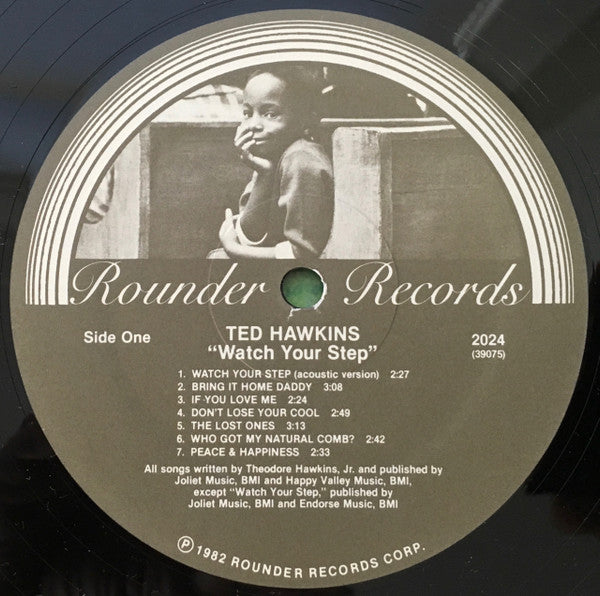 Rounder Records
Side One
TED HAWKINS
"Watch Your Step"
2024
(39075)
1. WATCH YOUR STEP (acoustic version) 2:27
2. BRING IT HOME DADDY 3:08
3. IF YOU LOVE ME 2:24
4. DON'T LOSE YOUR COOL 2:49
5. THE LOST ONES 3:13
6. WHO GOT MY NATURAL COMB? 2:42
7. PEACE & HAPPINESS 2:33
All songs written by Theodore Hawkins, Jr. and published by
Joliet Music, BMI and Happy Valley Music, BMI,
except "Watch Your Step," published by
Joliet Music, BMI and Endorse Music, BMI
℗ 1982 ROUNDER RECORDS CORP.